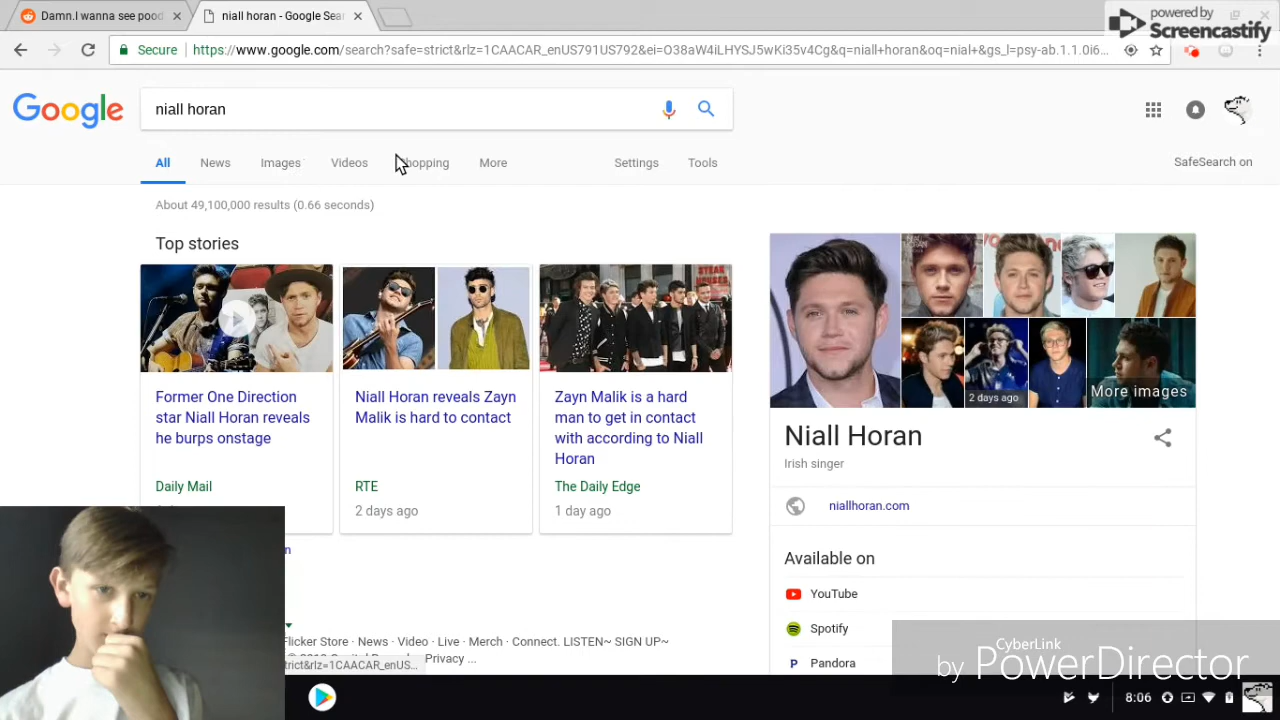 Damn.I wanna see pood
niall horan - Google Sea
powered by
Screencastify
Secure
https://www.google.com/search?safe=strict&rlz=1CAACAR_enUS791US792&ei=O38aW4iLHYSJ5wKi35v4Cg&q=niall+horan&oq=nial+&gs_l=psy-ab.1.1.0i6...
Google
niall horan
All News Images Videos Shopping More Settings Tools
SafeSearch on
About 49,100,000 results (0.66 seconds)
Top stories
Former One Direction
star Niall Horan reveals
he burps onstage
Daily Mail
Niall Horan reveals Zayn
Malik is hard to contact
RTE
2 days ago
Zayn Malik is a hard
man to get in contact
with according to Niall
Horan
The Daily Edge
1 day ago
2 days ago
More images
Niall Horan
Irish singer
niallhoran.com
Available on
YouTube
Spotify
Pandora
Flicker Store · News · Video · Live · Merch · Connect. LISTEN~ SIGN UP~
Privacy ...
trict&rlz=1CAACAR_enUS...
CyberLink
by PowerDirector
8:06